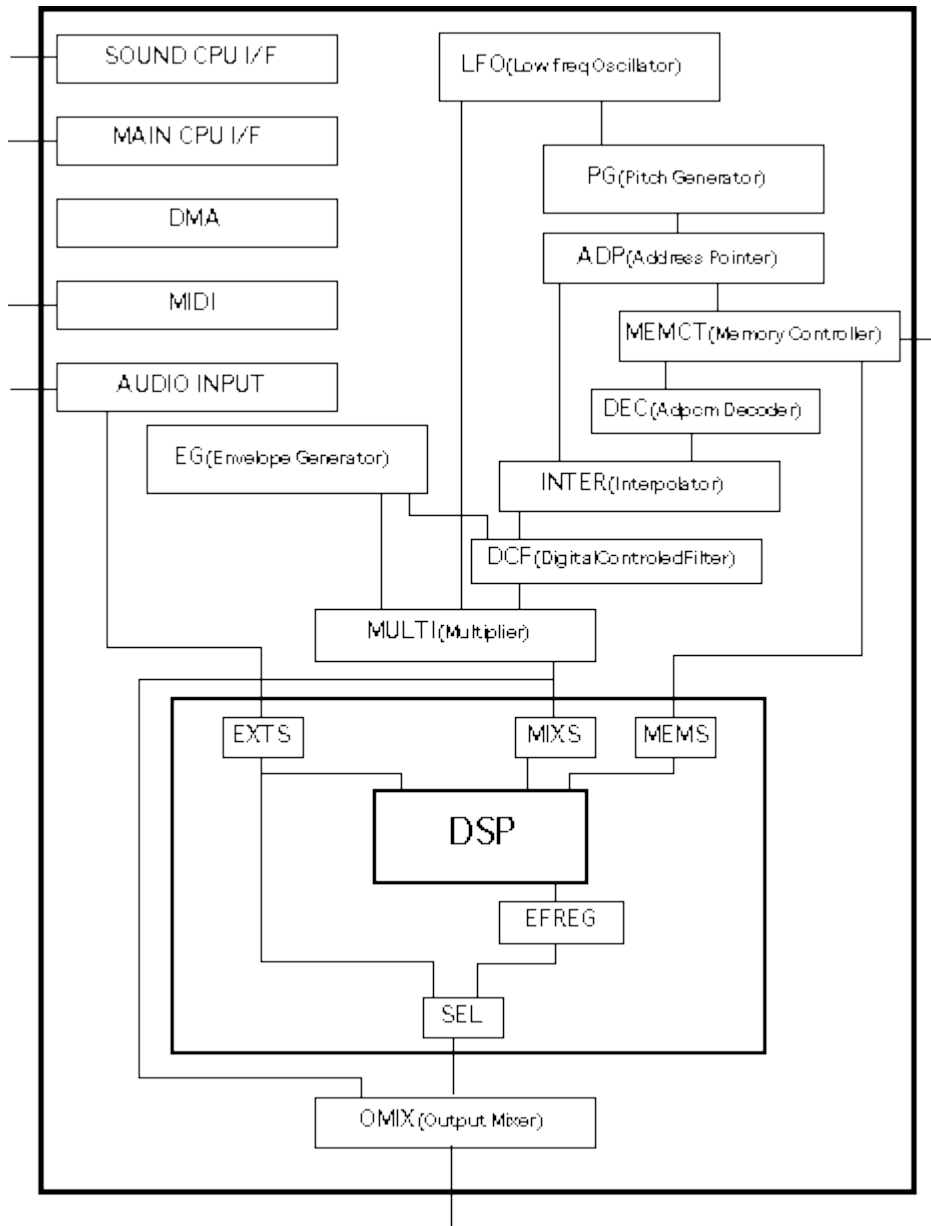 SOUND CPU I/F
LFO(Low freq Oscillator)
MAIN CPU I/F
PG(Pitch Generator)
DMA
ADP(Address Pointer)
MIDI
MEMCT(Memory Controller)
AUDIO INPUT
DEC(Adpcm Decoder)
EG(Envelope Generator)
INTER(Interpolator)
DCF(DigitalControledFilter)
MULTI(Multiplier)
EXTS
MIXS
MEMS
DSP
EFREG
SEL
OMIX(Output Mixer)